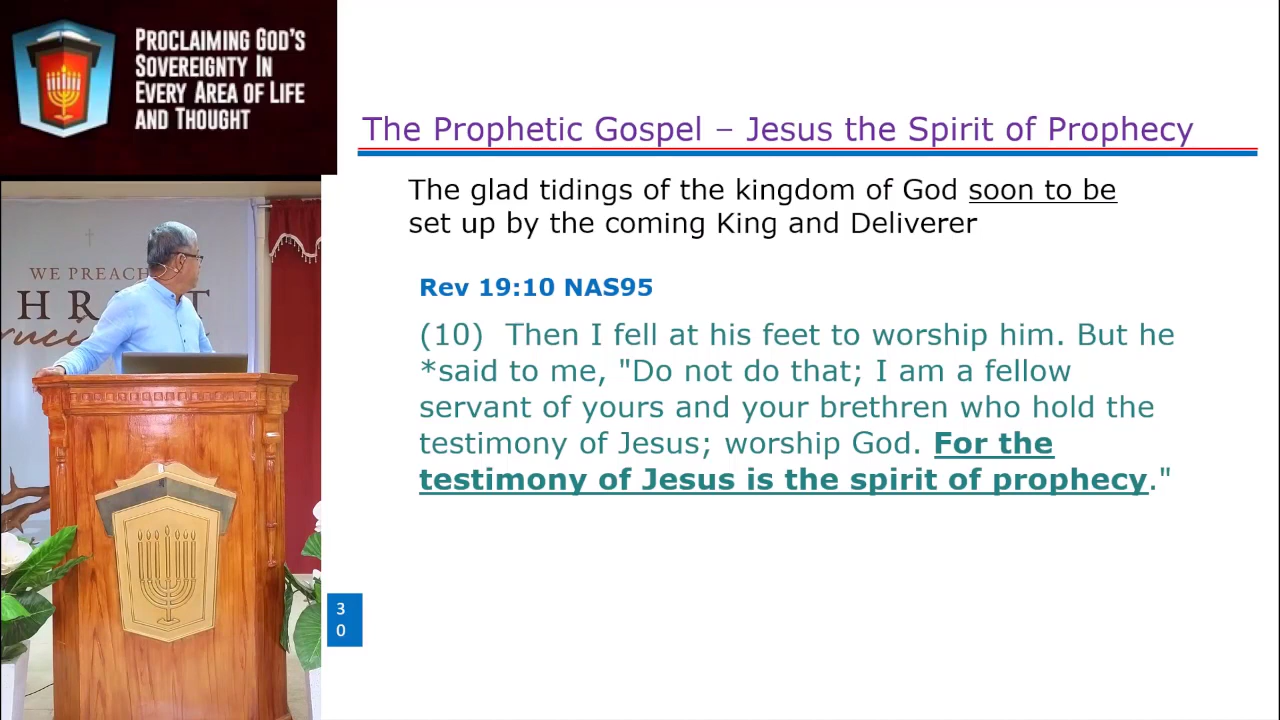 PROCLAIMING GOD'S
SOVEREIGNTY IN
EVERY AREA OF LIFE
AND THOUGHT
The Prophetic Gospel – Jesus the Spirit of Prophecy
The glad tidings of the kingdom of God soon to be
set up by the coming King and Deliverer
Rev 19:10 NAS95
(10) Then I fell at his feet to worship him. But he
*said to me, "Do not do that; I am a fellow
servant of yours and your brethren who hold the
testimony of Jesus; worship God. For the
testimony of Jesus is the spirit of prophecy."
WE PREACH
3
0